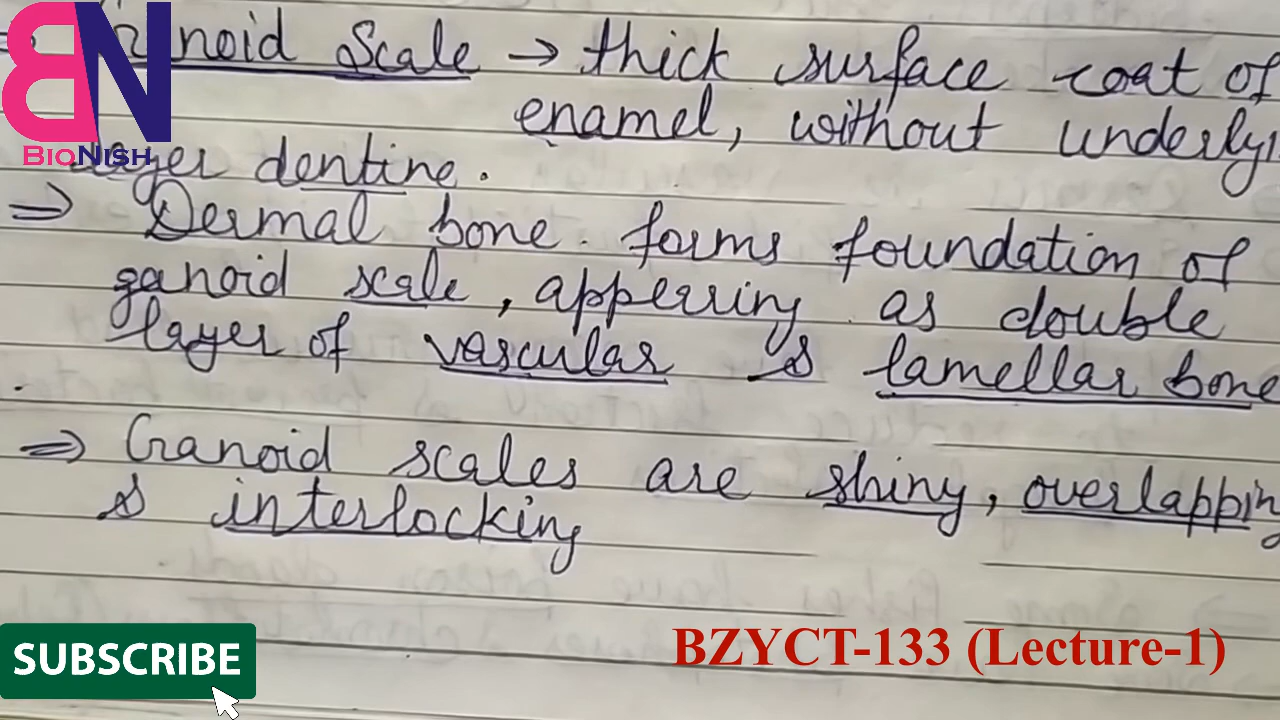 noid Scale → thick surface coat of
enamel, without underlyi
layer dentine.
⇒ Dermal bone. forms foundation of
ganoid scale, apperring as double
layer of vascular & lamellar bone
.
⇒ Ganoid scales are shiny, overlappin
& interlocking
BN
BIONISH
SUBSCRIBE
BZYCT-133 (Lecture-1)